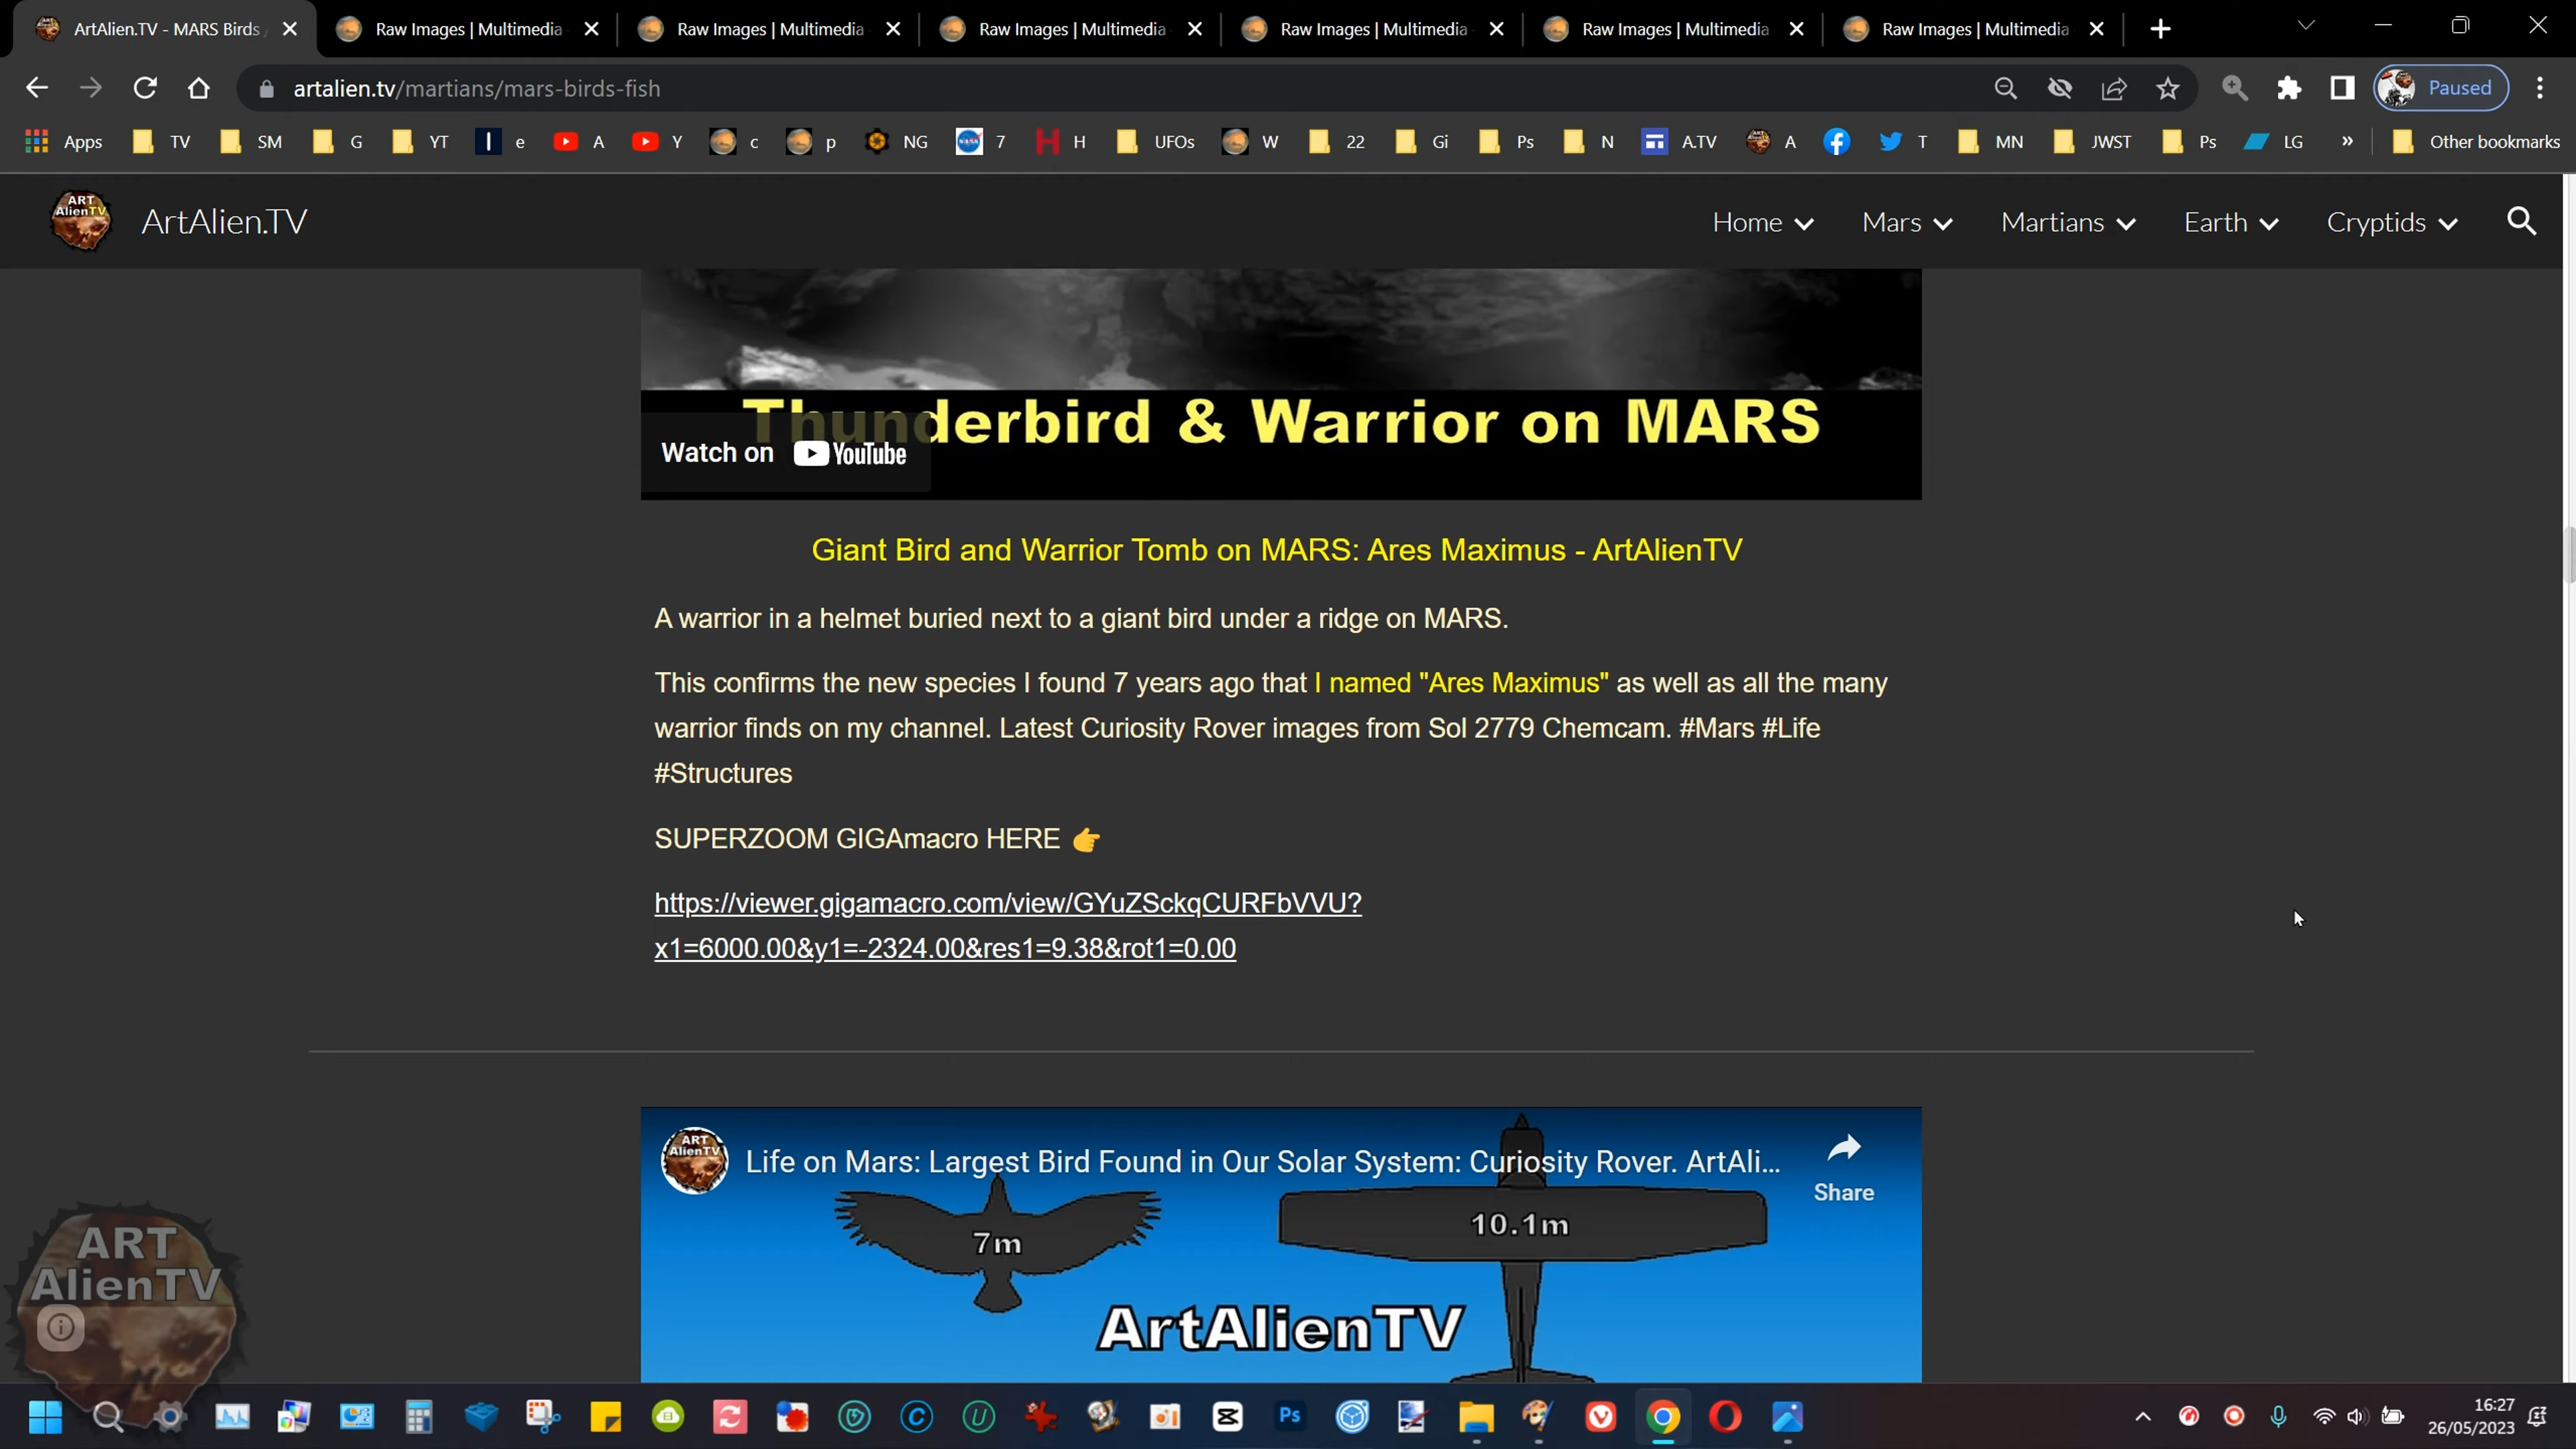 ArtAlien.TV - MARS Birds
Raw Images | Multimedia
Raw Images | Multimedia
Raw Images | Multimedia
Raw Images | Multimedia
Raw Images | Multimedia
Raw Images | Multimedia
artalien.tv/martians/mars-birds-fish
Paused
Apps TV SM G YT e A Y c p NG 7 H UFOs W 22 Gi Ps N A.TV A T MN JWST Ps LG » Other bookmarks
ART
AlienTV
ArtAlien.TV
Home Mars Martians Earth Cryptids
Thunderbird & Warrior on MARS
Watch on YouTube
Giant Bird and Warrior Tomb on MARS: Ares Maximus - ArtAlienTV
A warrior in a helmet buried next to a giant bird under a ridge on MARS.
This confirms the new species I found 7 years ago that I named "Ares Maximus" as well as all the many
warrior finds on my channel. Latest Curiosity Rover images from Sol 2779 Chemcam. #Mars #Life
#Structures
SUPERZOOM GIGAmacro HERE 👉
https://viewer.gigamacro.com/view/GYuZSckqCURFbVVU?
x1=6000.00&y1=-2324.00&res1=9.38&rot1=0.00
ART
AlienTV
Life on Mars: Largest Bird Found in Our Solar System: Curiosity Rover. ArtAli...
Share
7m
10.1m
ArtAlienTV
ART
AlienTV
Ps
16:27
26/05/2023